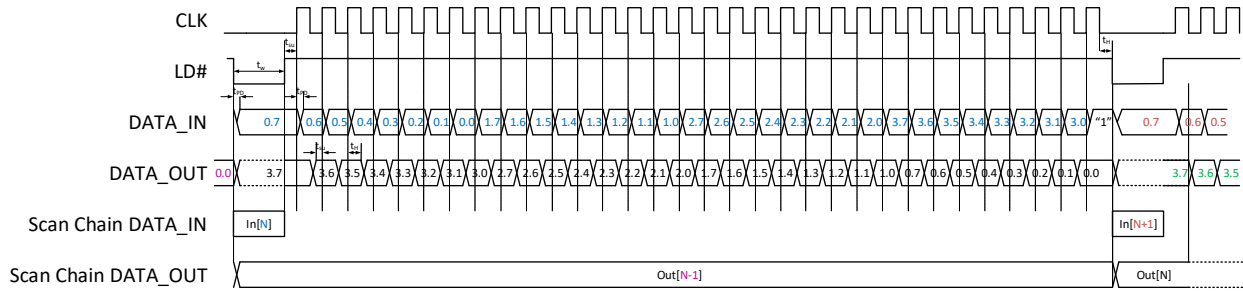 CLK
t_su t_H
LD# t_w
t_PD t_PD
DATA_IN 0.7 0.6 0.5 0.4 0.3 0.2 0.1 0.0 1.7 1.6 1.5 1.4 1.3 1.2 1.1 1.0 2.7 2.6 2.5 2.4 2.3 2.2 2.1 2.0 3.7 3.6 3.5 3.4 3.3 3.2 3.1 3.0 "1" 0.7 0.6 0.5
t_su t_H
DATA_OUT 0.0 3.7 3.6 3.5 3.4 3.3 3.2 3.1 3.0 2.7 2.6 2.5 2.4 2.3 2.2 2.1 2.0 1.7 1.6 1.5 1.4 1.3 1.2 1.1 1.0 0.7 0.6 0.5 0.4 0.3 0.2 0.1 0.0 3.7 3.6 3.5
Scan Chain DATA_IN In[N] In[N+1]
Scan Chain DATA_OUT Out[N-1] Out[N]